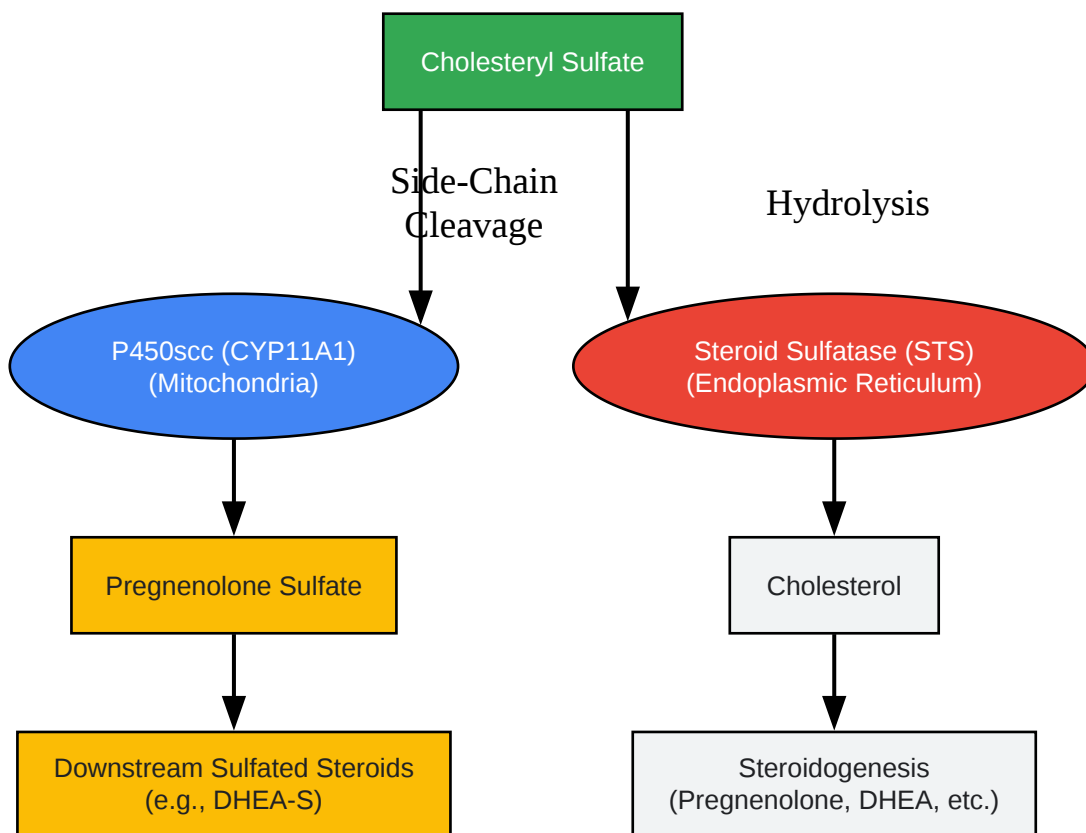 Cholesteryl Sulfate
Side-Chain
Cleavage
Hydrolysis
P450scc (CYP11A1)
(Mitochondria)
Steroid Sulfatase (STS)
(Endoplasmic Reticulum)
Pregnenolone Sulfate
Cholesterol
Downstream Sulfated Steroids
(e.g., DHEA-S)
Steroidogenesis
(Pregnenolone, DHEA, etc.)